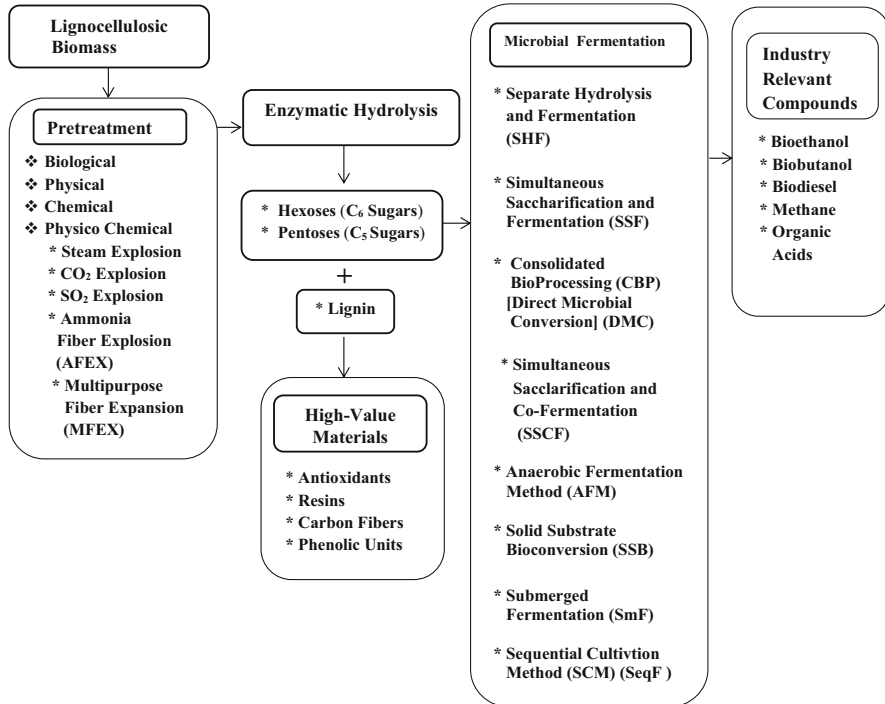 Lignocellulosic
Biomass
Pretreatment
❖ Biological
❖ Physical
❖ Chemical
❖ Physico Chemical
* Steam Explosion
* CO₂ Explosion
* SO₂ Explosion
* Ammonia
Fiber Explosion
(AFEX)
* Multipurpose
Fiber Expansion
(MFEX)
Enzymatic Hydrolysis
* Hexoses (C₆ Sugars)
* Pentoses (C₅ Sugars)
+
* Lignin
High-Value
Materials
* Antioxidants
* Resins
* Carbon Fibers
* Phenolic Units
Microbial Fermentation
* Separate Hydrolysis
and Fermentation
(SHF)
* Simultaneous
Saccharification and
Fermentation (SSF)
* Consolidated
BioProcessing (CBP)
[Direct Microbial
Conversion] (DMC)
* Simultaneous
Sacclarification and
Co-Fermentation
(SSCF)
* Anaerobic Fermentation
Method (AFM)
* Solid Substrate
Bioconversion (SSB)
* Submerged
Fermentation (SmF)
* Sequential Cultivtion
Method (SCM) (SeqF )
Industry
Relevant
Compounds
* Bioethanol
* Biobutanol
* Biodiesel
* Methane
* Organic
Acids